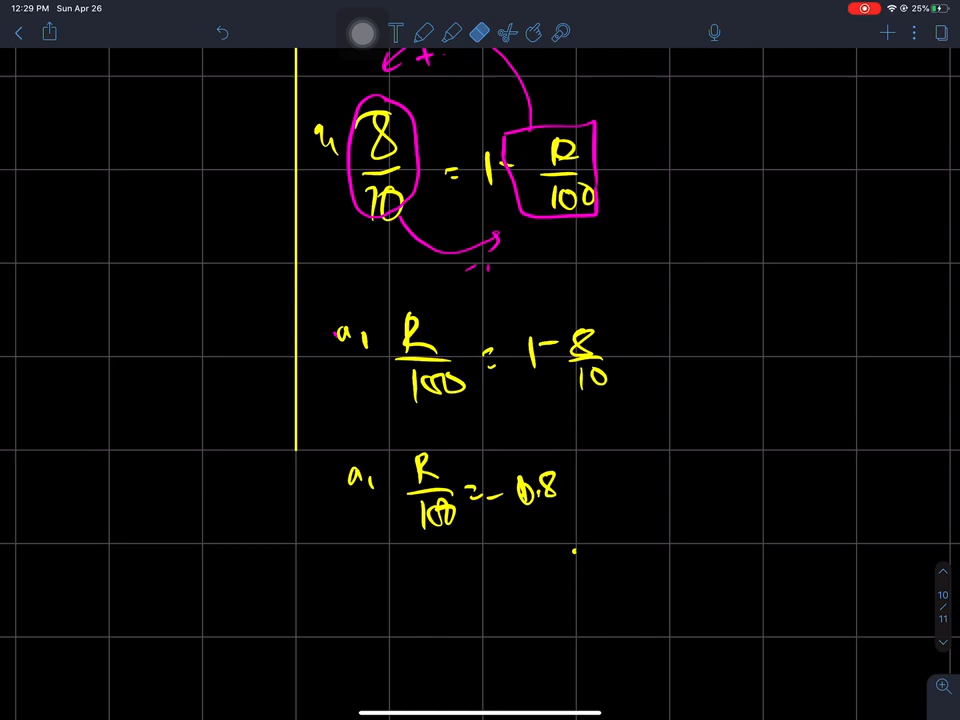 12:29 PM Sun Apr 26
25%
T
+
8/10 = 1 - R/100
-
R/100 = 1 - 8/10
R/100 = - 0.8
10
/
11